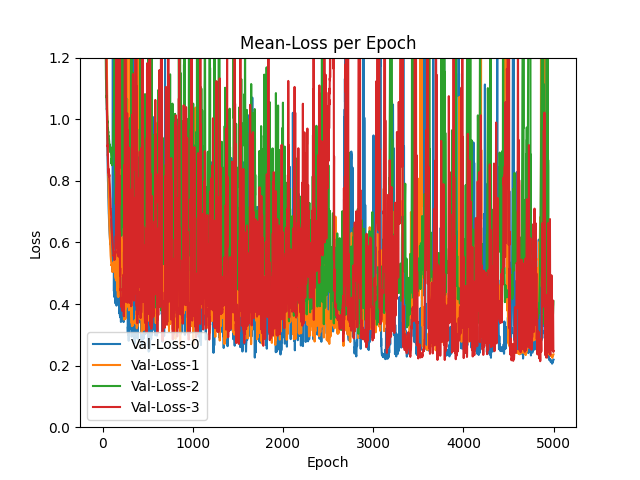 Mean-Loss per Epoch
1.2
1.0
0.8
0.6
0.4
0.2
0.0
Loss
Val-Loss-0
Val-Loss-1
Val-Loss-2
Val-Loss-3
0 1000 2000 3000 4000 5000
Epoch